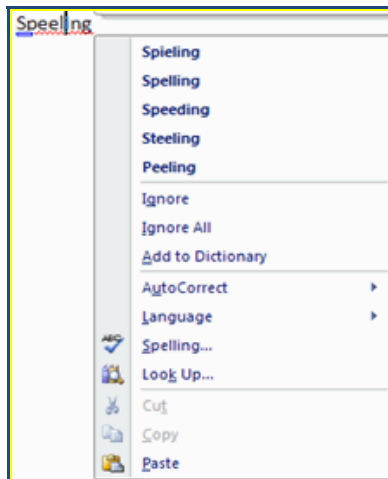 Speeling
Spieling
Spelling
Speeding
Steeling
Peeling
Ignore
Ignore All
Add to Dictionary
AutoCorrect
Language
ABC Spelling...
Look Up...
Cut
Copy
Paste